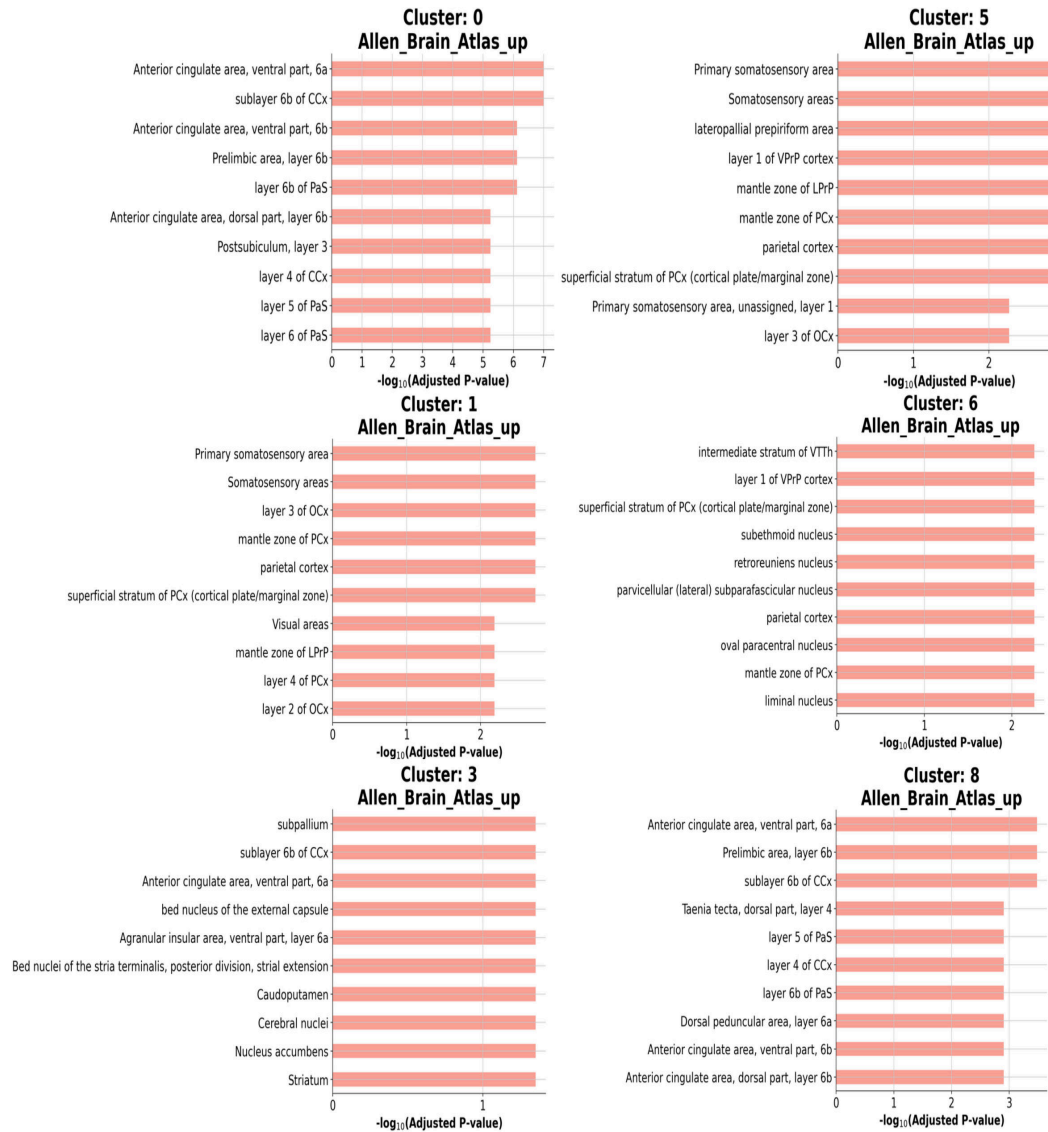 Cluster: 0
Allen_Brain_Atlas_up
Anterior cingulate area, ventral part, 6a
sublayer 6b of CCx
Anterior cingulate area, ventral part, 6b
Prelimbic area, layer 6b
layer 6b of PaS
Anterior cingulate area, dorsal part, layer 6b
Postsubiculum, layer 3
layer 4 of CCx
layer 5 of PaS
layer 6 of PaS
0 1 2 3 4 5 6 7
-log10(Adjusted P-value)
Cluster: 5
Allen_Brain_Atlas_up
Primary somatosensory area
Somatosensory areas
lateropallial prepiriform area
layer 1 of VPrP cortex
mantle zone of LPrP
mantle zone of PCx
parietal cortex
superficial stratum of PCx (cortical plate/marginal zone)
Primary somatosensory area, unassigned, layer 1
layer 3 of OCx
0 1 2
-log10(Adjusted P-value)
Cluster: 1
Allen_Brain_Atlas_up
Primary somatosensory area
Somatosensory areas
layer 3 of OCx
mantle zone of PCx
parietal cortex
superficial stratum of PCx (cortical plate/marginal zone)
Visual areas
mantle zone of LPrP
layer 4 of PCx
layer 2 of OCx
0 1 2
-log10(Adjusted P-value)
Cluster: 6
Allen_Brain_Atlas_up
intermediate stratum of VTTh
layer 1 of VPrP cortex
superficial stratum of PCx (cortical plate/marginal zone)
subethmoid nucleus
retroreuniens nucleus
parvicellular (lateral) subparafascicular nucleus
parietal cortex
oval paracentral nucleus
mantle zone of PCx
liminal nucleus
0 1 2
-log10(Adjusted P-value)
Cluster: 3
Allen_Brain_Atlas_up
subpallium
sublayer 6b of CCx
Anterior cingulate area, ventral part, 6a
bed nucleus of the external capsule
Agranular insular area, ventral part, layer 6a
Bed nuclei of the stria terminalis, posterior division, strial extension
Caudoputamen
Cerebral nuclei
Nucleus accumbens
Striatum
0 1
-log10(Adjusted P-value)
Cluster: 8
Allen_Brain_Atlas_up
Anterior cingulate area, ventral part, 6a
Prelimbic area, layer 6b
sublayer 6b of CCx
Taenia tecta, dorsal part, layer 4
layer 5 of PaS
layer 4 of CCx
layer 6b of PaS
Dorsal peduncular area, layer 6a
Anterior cingulate area, ventral part, 6b
Anterior cingulate area, dorsal part, layer 6b
0 1 2 3
-log10(Adjusted P-value)